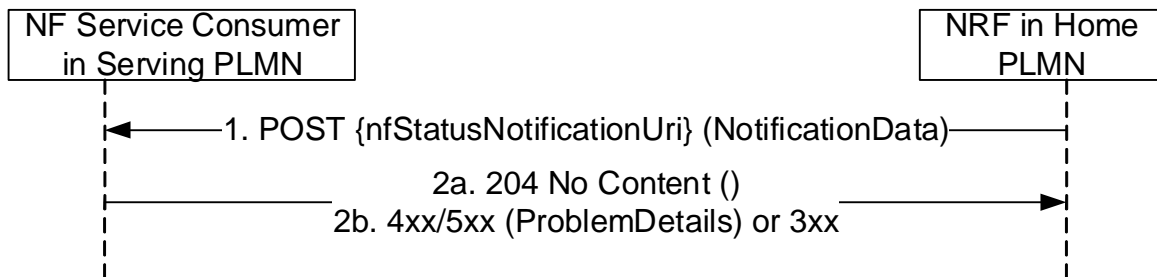 NF Service Consumer
in Serving PLMN
NRF in Home
PLMN
1. POST {nfStatusNotificationUri} (NotificationData)
2a. 204 No Content ()
2b. 4xx/5xx (ProblemDetails) or 3xx